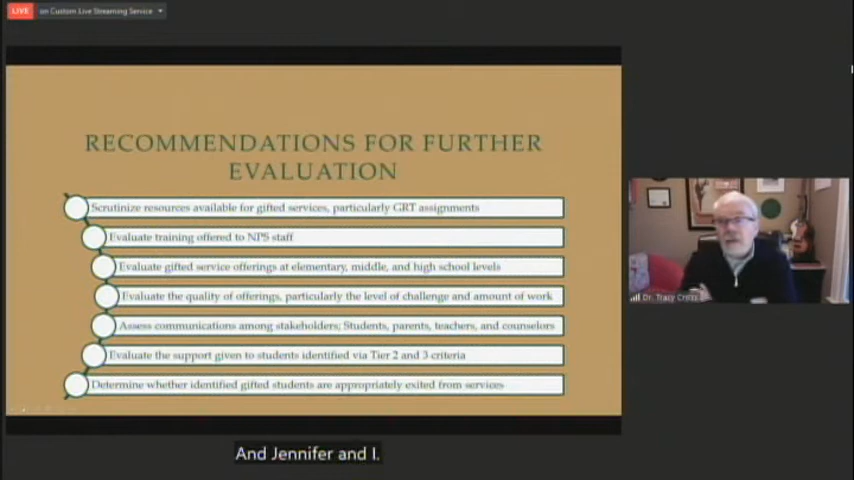 LIVE on Custom Live Streaming Service
RECOMMENDATIONS FOR FURTHER
EVALUATION
Scrutinize resources available for gifted services, particularly GRT assignments
Evaluate training offered to NPS staff
Evaluate gifted service offerings at elementary, middle, and high school levels
Evaluate the quality of offerings, particularly the level of challenge and amount of work
Assess communications among stakeholders; Students, parents, teachers, and counselors
Evaluate the support given to students identified via Tier 2 and 3 criteria
Determine whether identified gifted students are appropriately exited from services
Dr. Tracy Cross
And Jennifer and I.